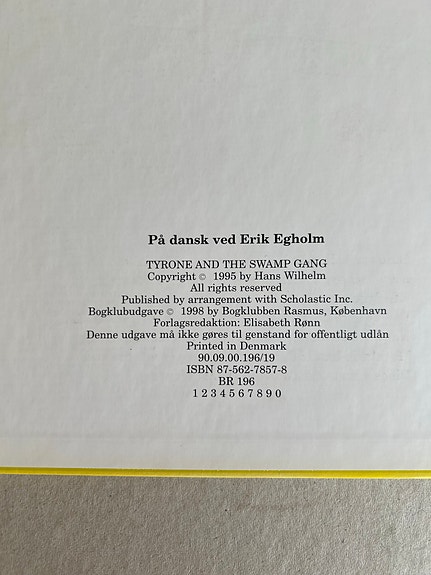 På dansk ved Erik Egholm
TYRONE AND THE SWAMP GANG
Copyright © 1995 by Hans Wilhelm
All rights reserved
Published by arrangement with Scholastic Inc.
Bogklubudgave © 1998 by Bogklubben Rasmus, København
Forlagsredaktion: Elisabeth Rønn
Denne udgave må ikke gøres til genstand for offentligt udlån
Printed in Denmark
90.09.00.196/19
ISBN 87-562-7857-8
BR 196
1 2 3 4 5 6 7 8 9 0